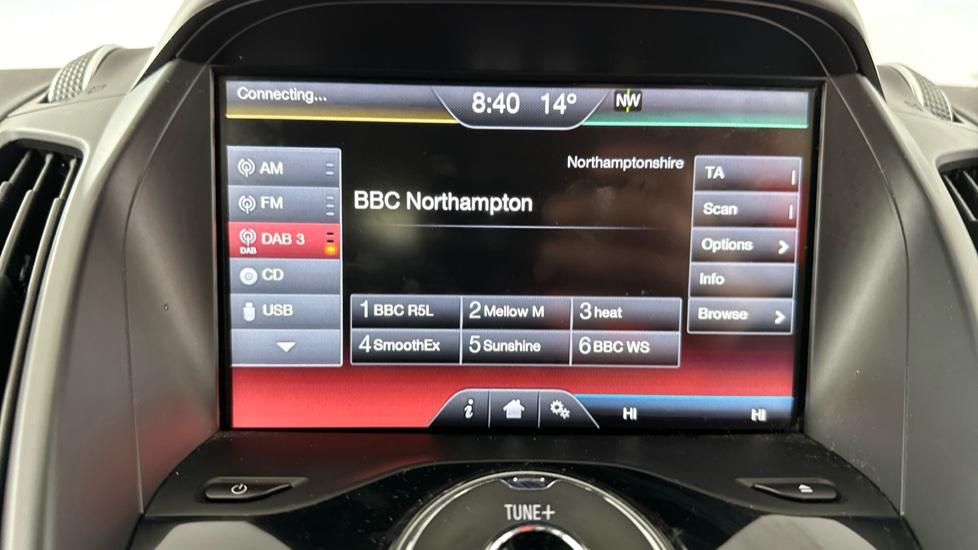 Connecting...
8:40 14° NW
Northamptonshire
BBC Northampton
AM
FM
DAB DAB 3
CD
USB
TA
Scan
Options
Info
Browse
1 BBC R5L 2 Mellow M 3 heat
4 SmoothEx 5 Sunshine 6 BBC WS
i HI HI
TUNE+